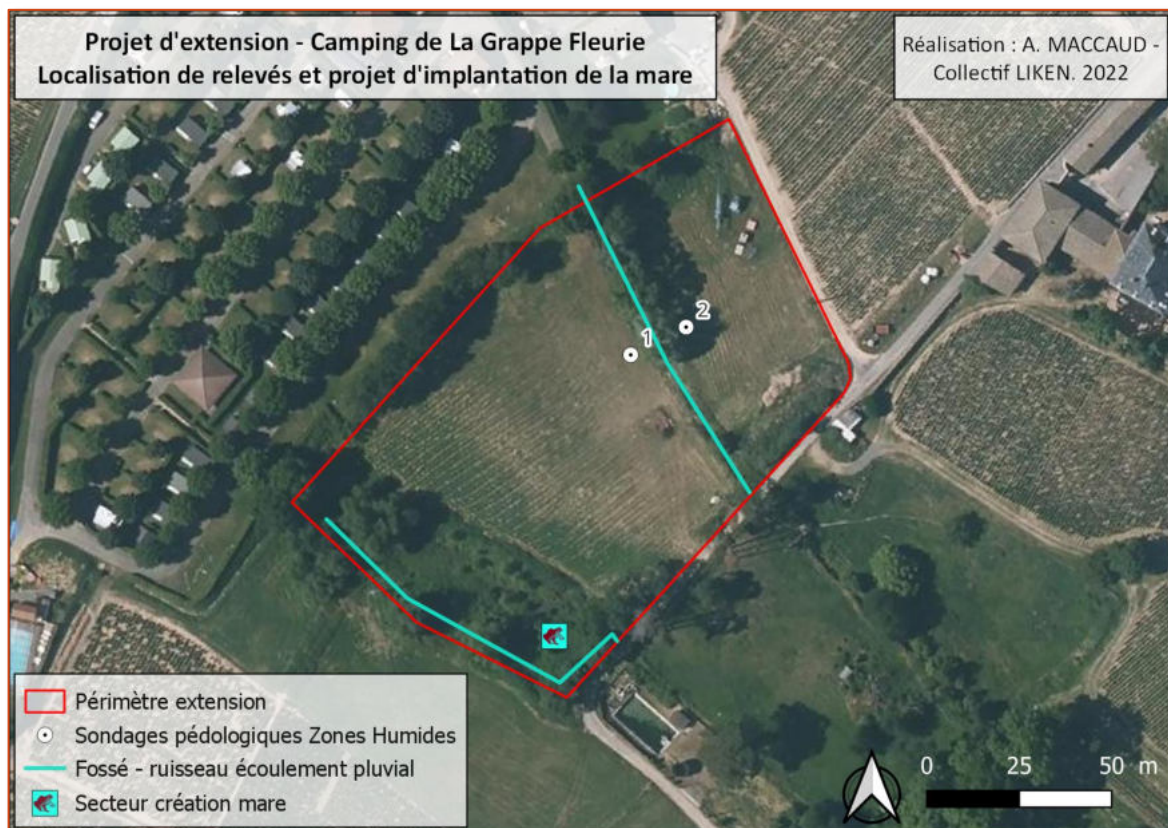 Projet d'extension - Camping de La Grappe Fleurie
Localisation de relevés et projet d'implantation de la mare
Réalisation : A. MACCAUD -
Collectif LIKEN. 2022
2
1
Périmètre extension
Sondages pédologiques Zones Humides
Fossé - ruisseau écoulement pluvial
Secteur création mare
0 25 50 m